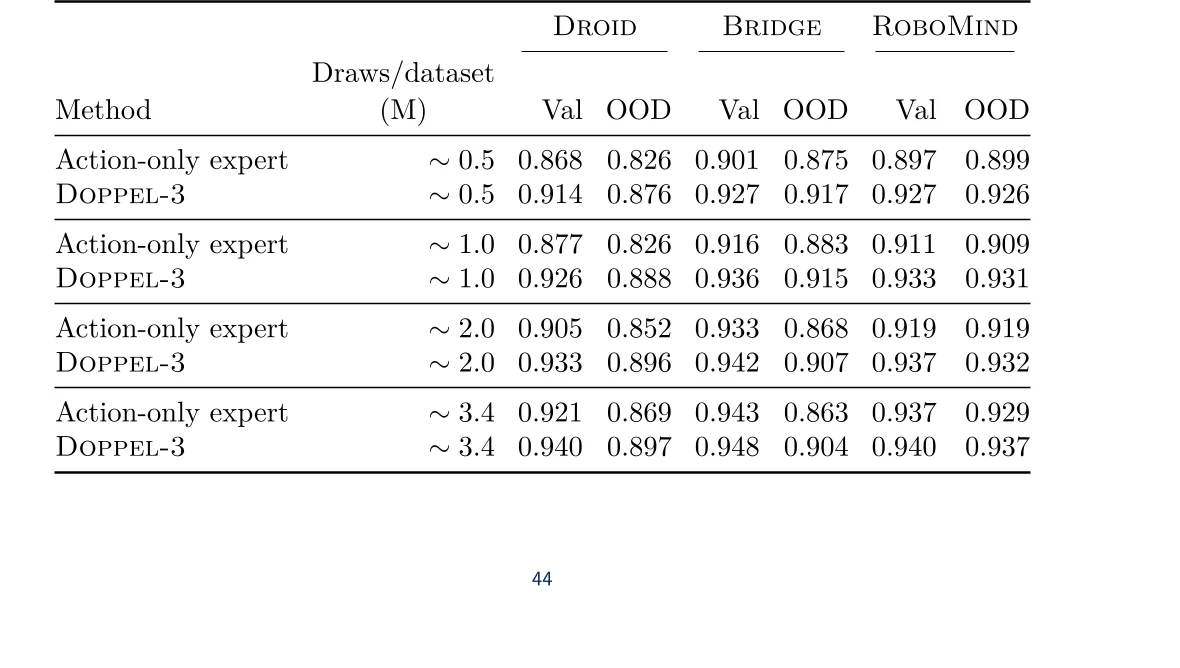 DROID BRIDGE ROBOMIND
Draws/dataset
Method (M) Val OOD Val OOD Val OOD
Action-only expert ∼ 0.5 0.868 0.826 0.901 0.875 0.897 0.899
DOPPEL-3 ∼ 0.5 0.914 0.876 0.927 0.917 0.927 0.926
Action-only expert ∼ 1.0 0.877 0.826 0.916 0.883 0.911 0.909
DOPPEL-3 ∼ 1.0 0.926 0.888 0.936 0.915 0.933 0.931
Action-only expert ∼ 2.0 0.905 0.852 0.933 0.868 0.919 0.919
DOPPEL-3 ∼ 2.0 0.933 0.896 0.942 0.907 0.937 0.932
Action-only expert ∼ 3.4 0.921 0.869 0.943 0.863 0.937 0.929
DOPPEL-3 ∼ 3.4 0.940 0.897 0.948 0.904 0.940 0.937
44